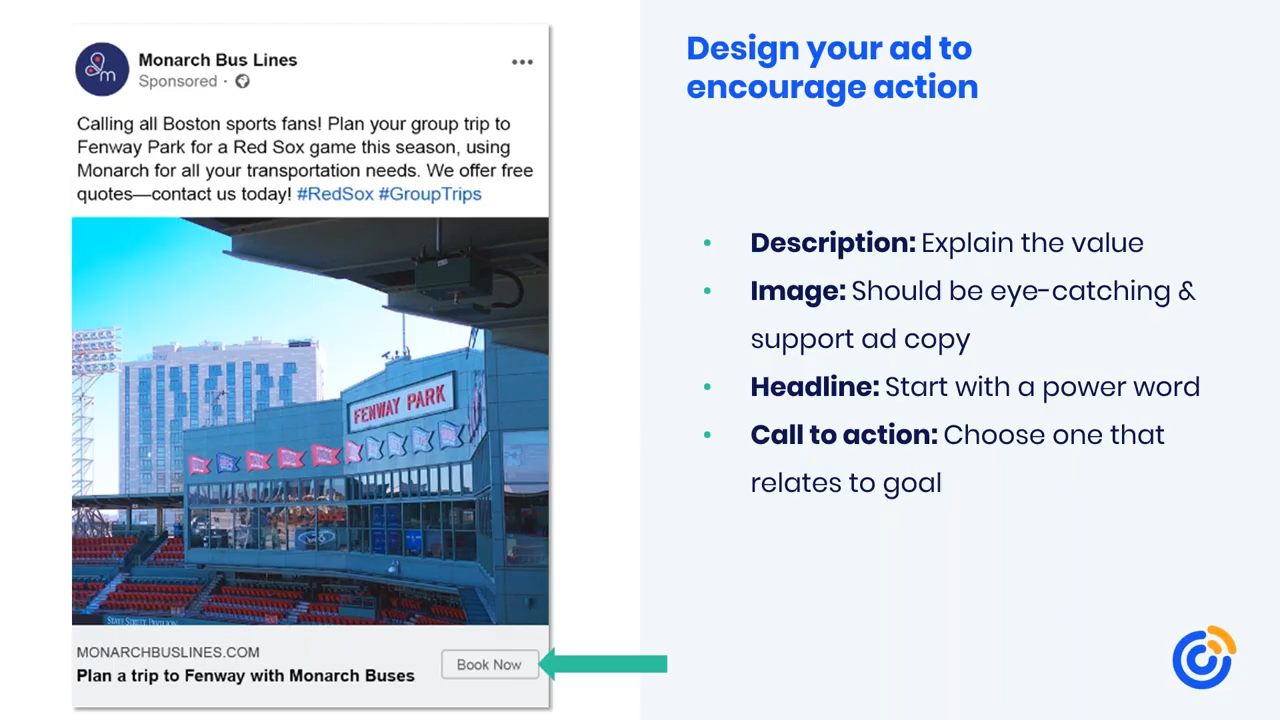 Monarch Bus Lines
Sponsored ·
Calling all Boston sports fans! Plan your group trip to
Fenway Park for a Red Sox game this season, using
Monarch for all your transportation needs. We offer free
quotes—contact us today! #RedSox #GroupTrips
m
FENWAY PARK
Ford
STATE STREET PAVILION
MONARCHBUSLINES.COM
Plan a trip to Fenway with Monarch Buses
Book Now
Design your ad to
encourage action
• Description: Explain the value
• Image: Should be eye-catching &
support ad copy
• Headline: Start with a power word
• Call to action: Choose one that
relates to goal